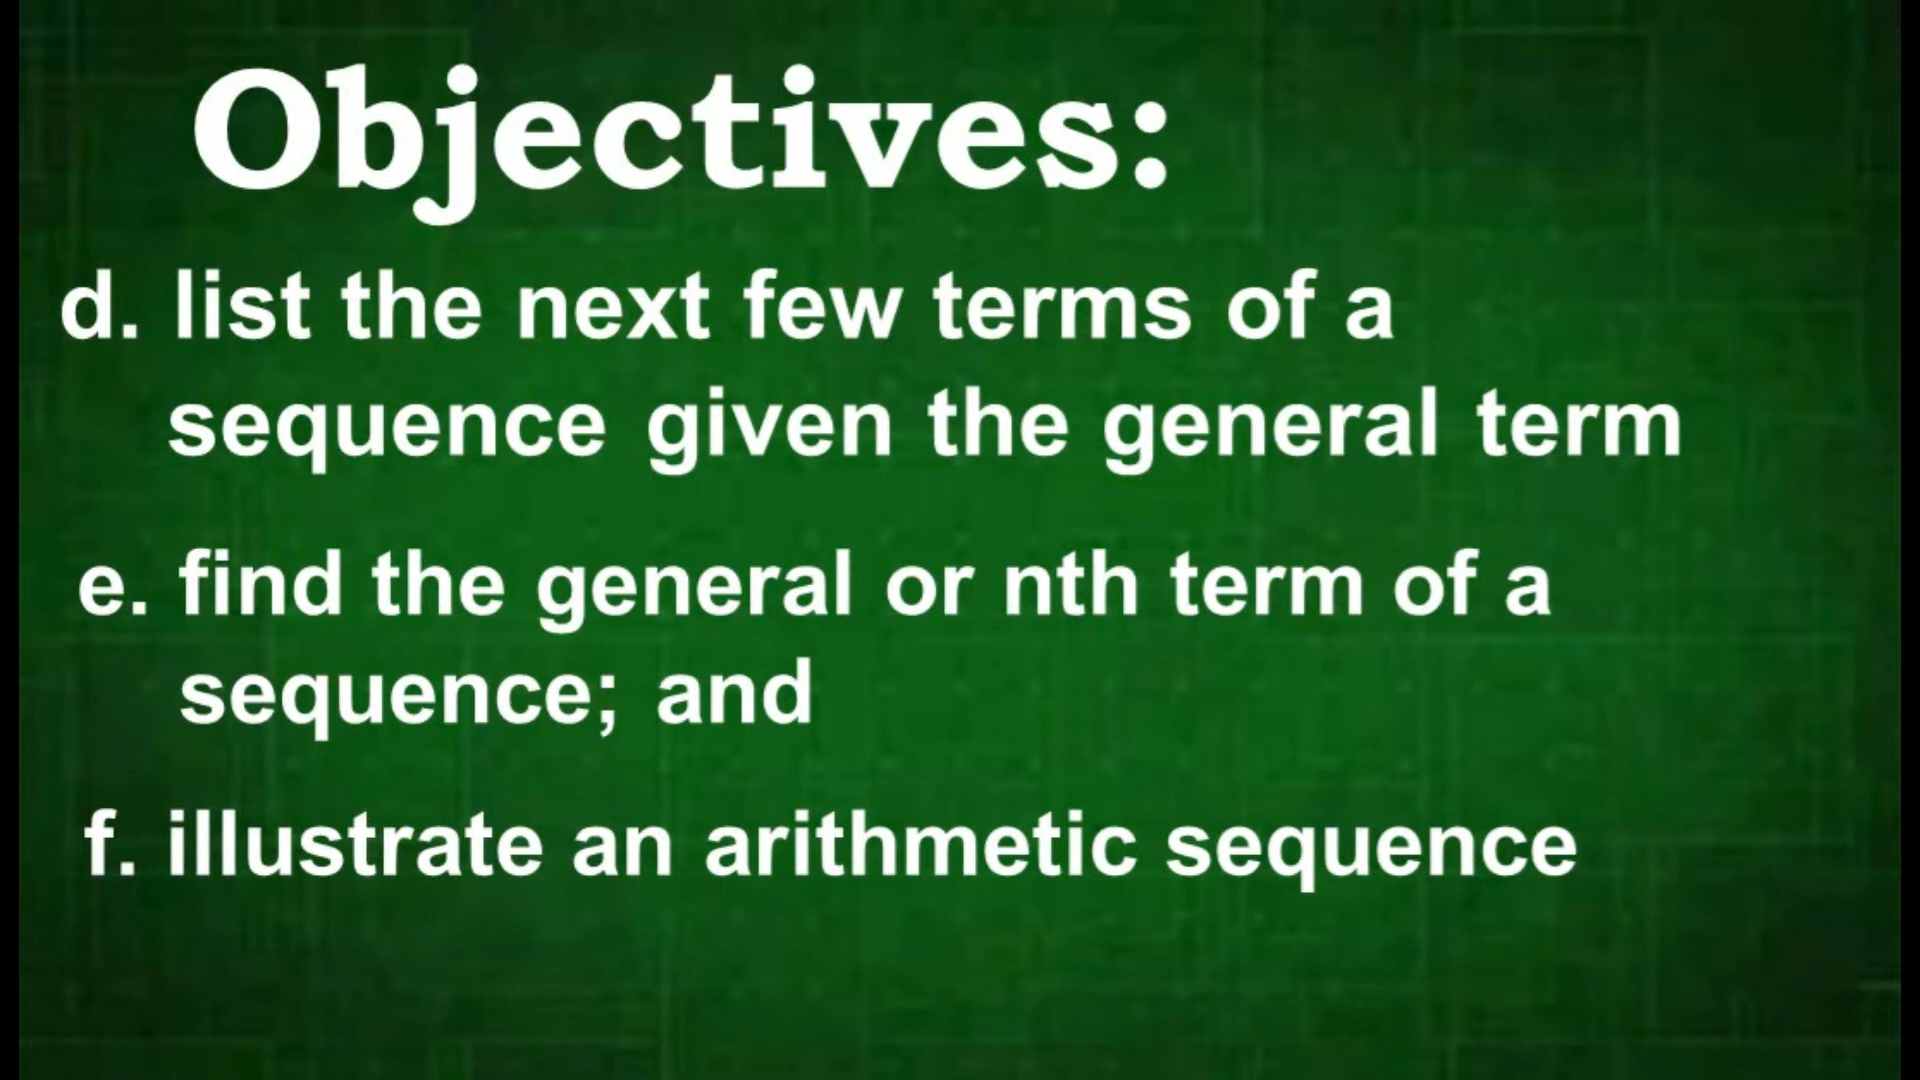 Objectives:
d. list the next few terms of a
sequence given the general term
e. find the general or nth term of a
sequence; and
f. illustrate an arithmetic sequence